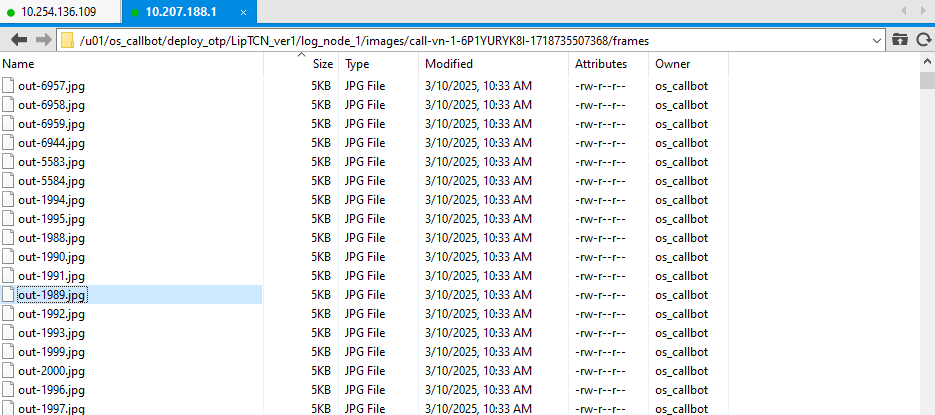 10.254.136.109 10.207.188.1 ×
/u01/os_callbot/deploy_otp/LipTCN_ver1/log_node_1/images/call-vn-1-6P1YURYK8I-1718735507368/frames
Name Size Type Modified Attributes Owner
out-6957.jpg 5KB JPG File 3/10/2025, 10:33 AM -rw-r--r-- os_callbot
out-6958.jpg 5KB JPG File 3/10/2025, 10:33 AM -rw-r--r-- os_callbot
out-6959.jpg 5KB JPG File 3/10/2025, 10:33 AM -rw-r--r-- os_callbot
out-6944.jpg 5KB JPG File 3/10/2025, 10:33 AM -rw-r--r-- os_callbot
out-5583.jpg 5KB JPG File 3/10/2025, 10:33 AM -rw-r--r-- os_callbot
out-5584.jpg 5KB JPG File 3/10/2025, 10:33 AM -rw-r--r-- os_callbot
out-1994.jpg 5KB JPG File 3/10/2025, 10:33 AM -rw-r--r-- os_callbot
out-1995.jpg 5KB JPG File 3/10/2025, 10:33 AM -rw-r--r-- os_callbot
out-1988.jpg 5KB JPG File 3/10/2025, 10:33 AM -rw-r--r-- os_callbot
out-1990.jpg 5KB JPG File 3/10/2025, 10:33 AM -rw-r--r-- os_callbot
out-1991.jpg 5KB JPG File 3/10/2025, 10:33 AM -rw-r--r-- os_callbot
out-1989.jpg 5KB JPG File 3/10/2025, 10:33 AM -rw-r--r-- os_callbot
out-1992.jpg 5KB JPG File 3/10/2025, 10:33 AM -rw-r--r-- os_callbot
out-1993.jpg 5KB JPG File 3/10/2025, 10:33 AM -rw-r--r-- os_callbot
out-1999.jpg 5KB JPG File 3/10/2025, 10:33 AM -rw-r--r-- os_callbot
out-2000.jpg 5KB JPG File 3/10/2025, 10:33 AM -rw-r--r-- os_callbot
out-1996.jpg 5KB JPG File 3/10/2025, 10:33 AM -rw-r--r-- os_callbot
out-1997.jpg 5KB JPG File 3/10/2025, 10:33 AM -rw-r--r-- os_callbot